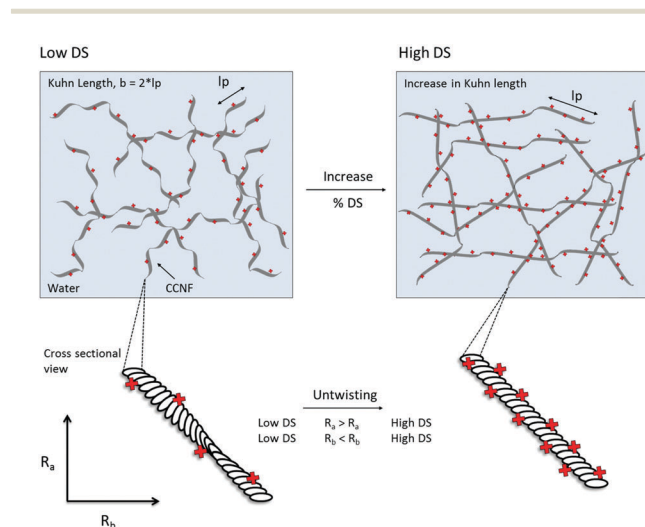 Low DS
High DS
Kuhn Length, b = 2*lp
lp
Increase in Kuhn length
lp
Increase
% DS
Water
CCNF
Cross sectional
view
Untwisting
Low DS Ra > Ra High DS
Low DS Rb < Rb High DS
Ra
Rb